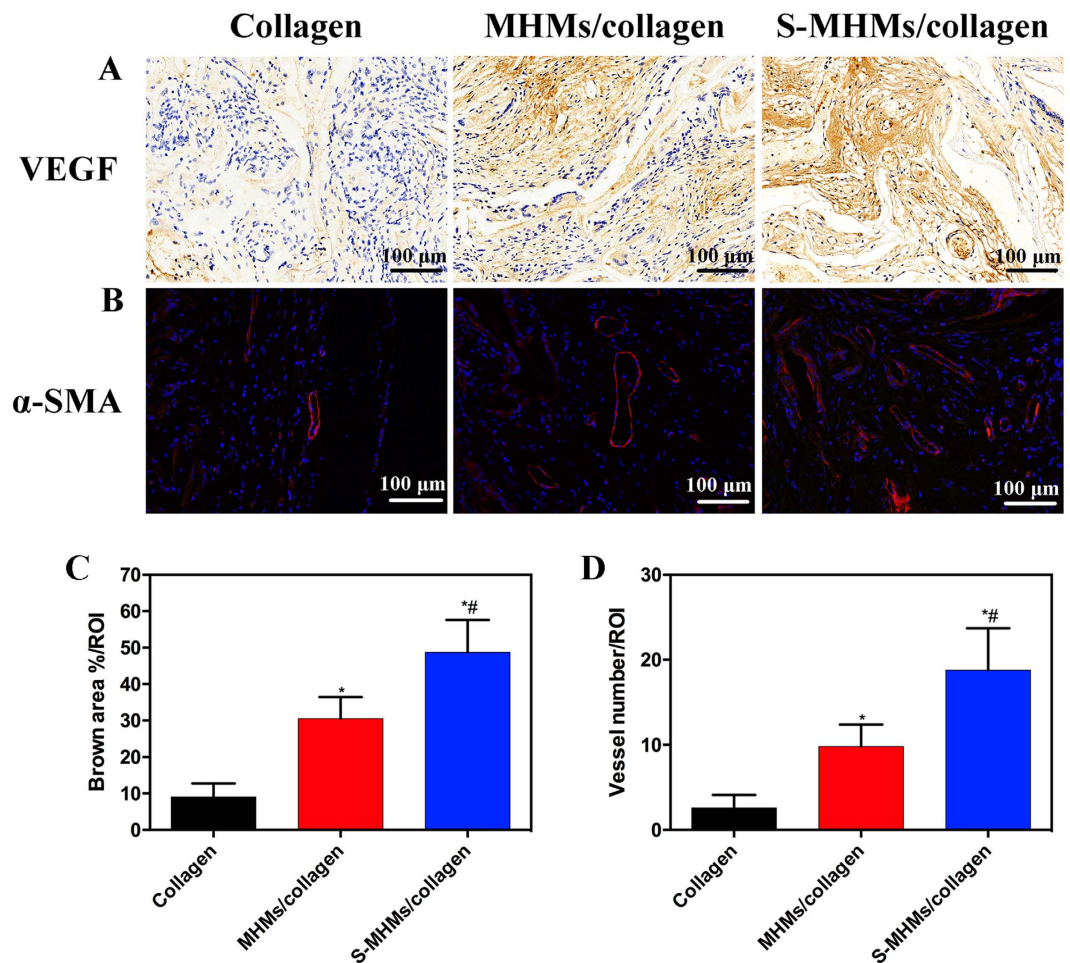 Collagen MHMs/collagen S-MHMs/collagen
A
VEGF
100 μm 100 μm 100 μm
B
α-SMA
100 μm 100 μm 100 μm
C
Brown area %/ROI
70
60
50
40
30
20
10
0
*
*#
Collagen
MHMs/collagen
S-MHMs/collagen
D
Vessel number/ROI
30
20
10
0
*
*#
Collagen
MHMs/collagen
S-MHMs/collagen